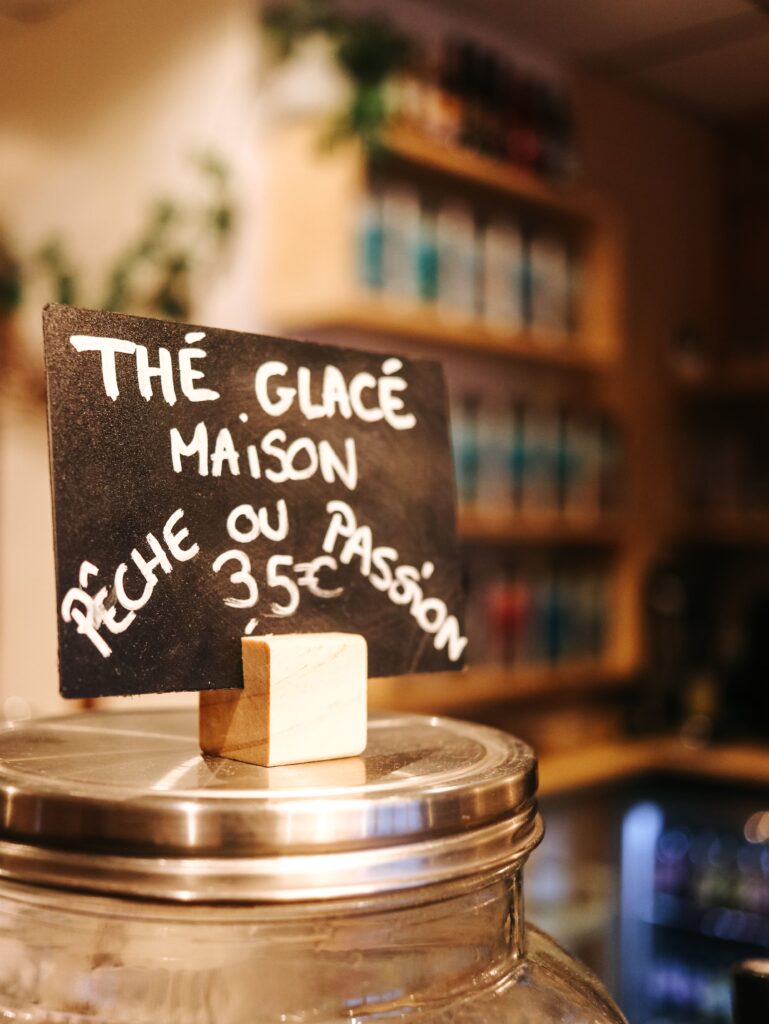 THÉ GLACÉ
MAISON
PÊCHE OU PASSION
3,5€